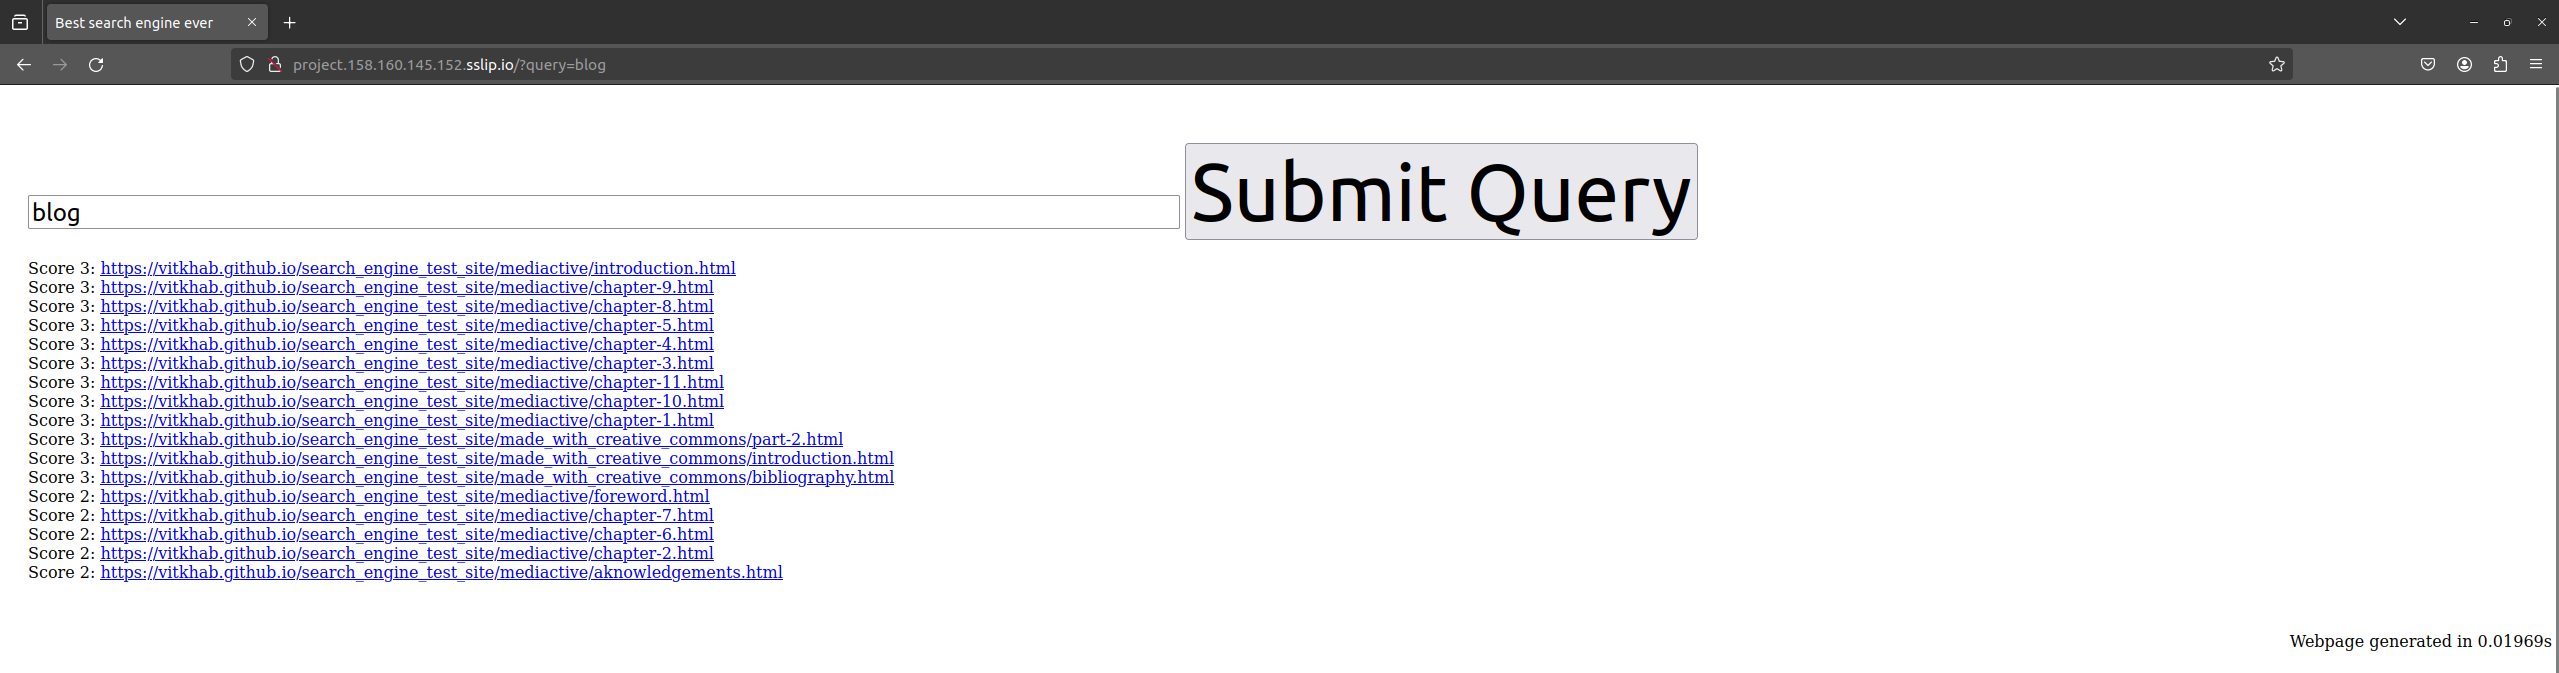 Best search engine ever
project.158.160.145.152.sslip.io/?query=blog
Submit Query
blog
Score 3: https://vitkhab.github.io/search_engine_test_site/mediactive/introduction.html
Score 3: https://vitkhab.github.io/search_engine_test_site/mediactive/chapter-9.html
Score 3: https://vitkhab.github.io/search_engine_test_site/mediactive/chapter-8.html
Score 3: https://vitkhab.github.io/search_engine_test_site/mediactive/chapter-5.html
Score 3: https://vitkhab.github.io/search_engine_test_site/mediactive/chapter-4.html
Score 3: https://vitkhab.github.io/search_engine_test_site/mediactive/chapter-3.html
Score 3: https://vitkhab.github.io/search_engine_test_site/mediactive/chapter-11.html
Score 3: https://vitkhab.github.io/search_engine_test_site/mediactive/chapter-10.html
Score 3: https://vitkhab.github.io/search_engine_test_site/mediactive/chapter-1.html
Score 3: https://vitkhab.github.io/search_engine_test_site/made_with_creative_commons/part-2.html
Score 3: https://vitkhab.github.io/search_engine_test_site/made_with_creative_commons/introduction.html
Score 3: https://vitkhab.github.io/search_engine_test_site/made_with_creative_commons/bibliography.html
Score 2: https://vitkhab.github.io/search_engine_test_site/mediactive/foreword.html
Score 2: https://vitkhab.github.io/search_engine_test_site/mediactive/chapter-7.html
Score 2: https://vitkhab.github.io/search_engine_test_site/mediactive/chapter-6.html
Score 2: https://vitkhab.github.io/search_engine_test_site/mediactive/chapter-2.html
Score 2: https://vitkhab.github.io/search_engine_test_site/mediactive/aknowledgements.html
Webpage generated in 0.01969s